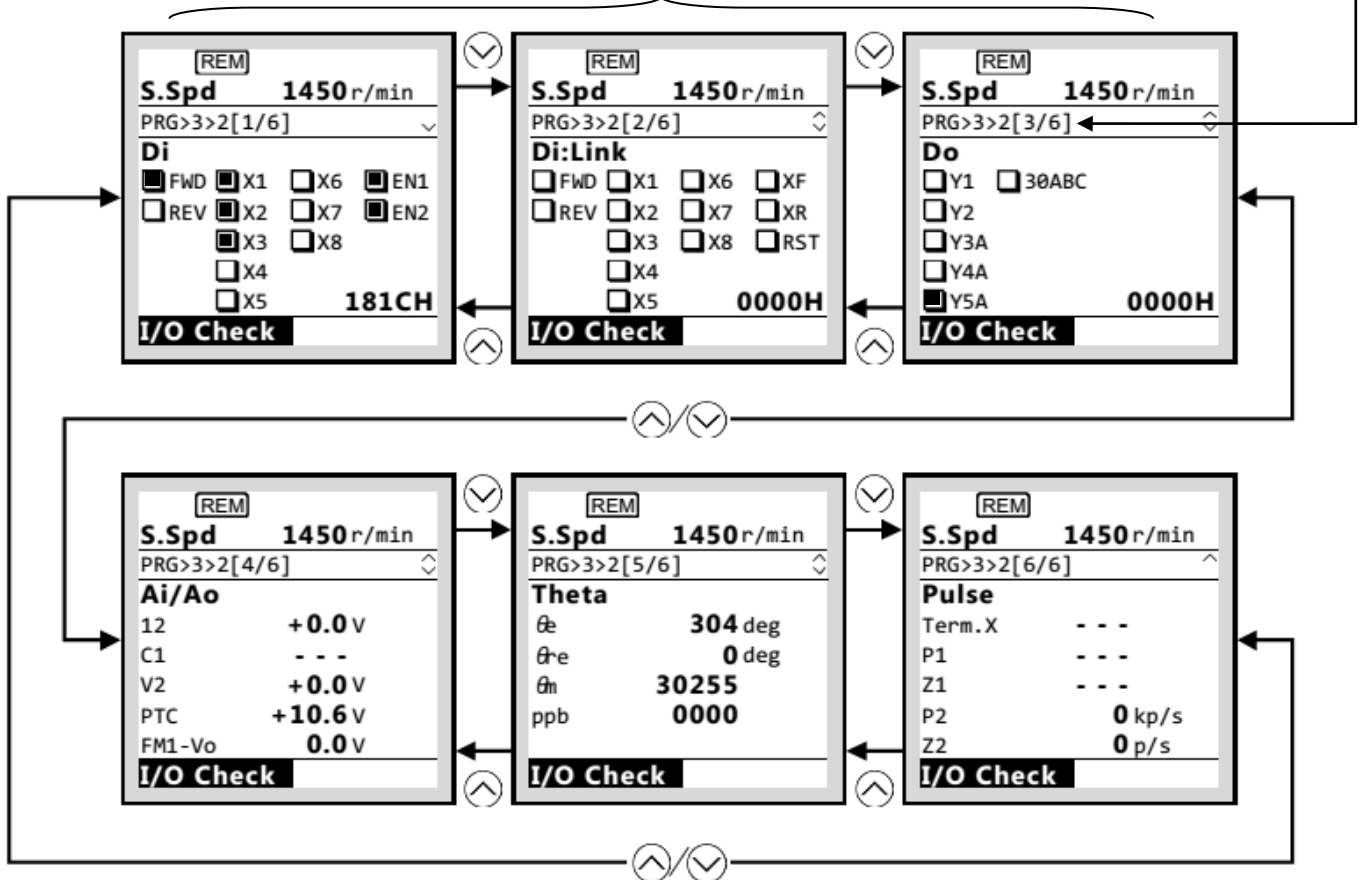 REM
S.Spd 1450 r/min
PRG>3>2[1/6]
Di
FWD X1 X6 EN1
REV X2 X7 EN2
X3 X8
X4
X5 181CH
I/O Check
REM
S.Spd 1450 r/min
PRG>3>2[2/6]
Di:Link
FWD X1 X6 XF
REV X2 X7 XR
X3 X8 RST
X4
X5 0000H
I/O Check
REM
S.Spd 1450 r/min
PRG>3>2[3/6]
Do
Y1 30ABC
Y2
Y3A
Y4A
Y5A 0000H
I/O Check
/
REM
S.Spd 1450 r/min
PRG>3>2[4/6]
Ai/Ao
12 +0.0 V
C1 - - -
V2 +0.0 V
PTC +10.6 V
FM1-Vo 0.0 V
I/O Check
REM
S.Spd 1450 r/min
PRG>3>2[5/6]
Theta
θe 304 deg
θre 0 deg
θm 30255
ppb 0000
I/O Check
REM
S.Spd 1450 r/min
PRG>3>2[6/6]
Pulse
Term.X - - -
P1 - - -
Z1 - - -
P2 0 kp/s
Z2 0 p/s
I/O Check
/